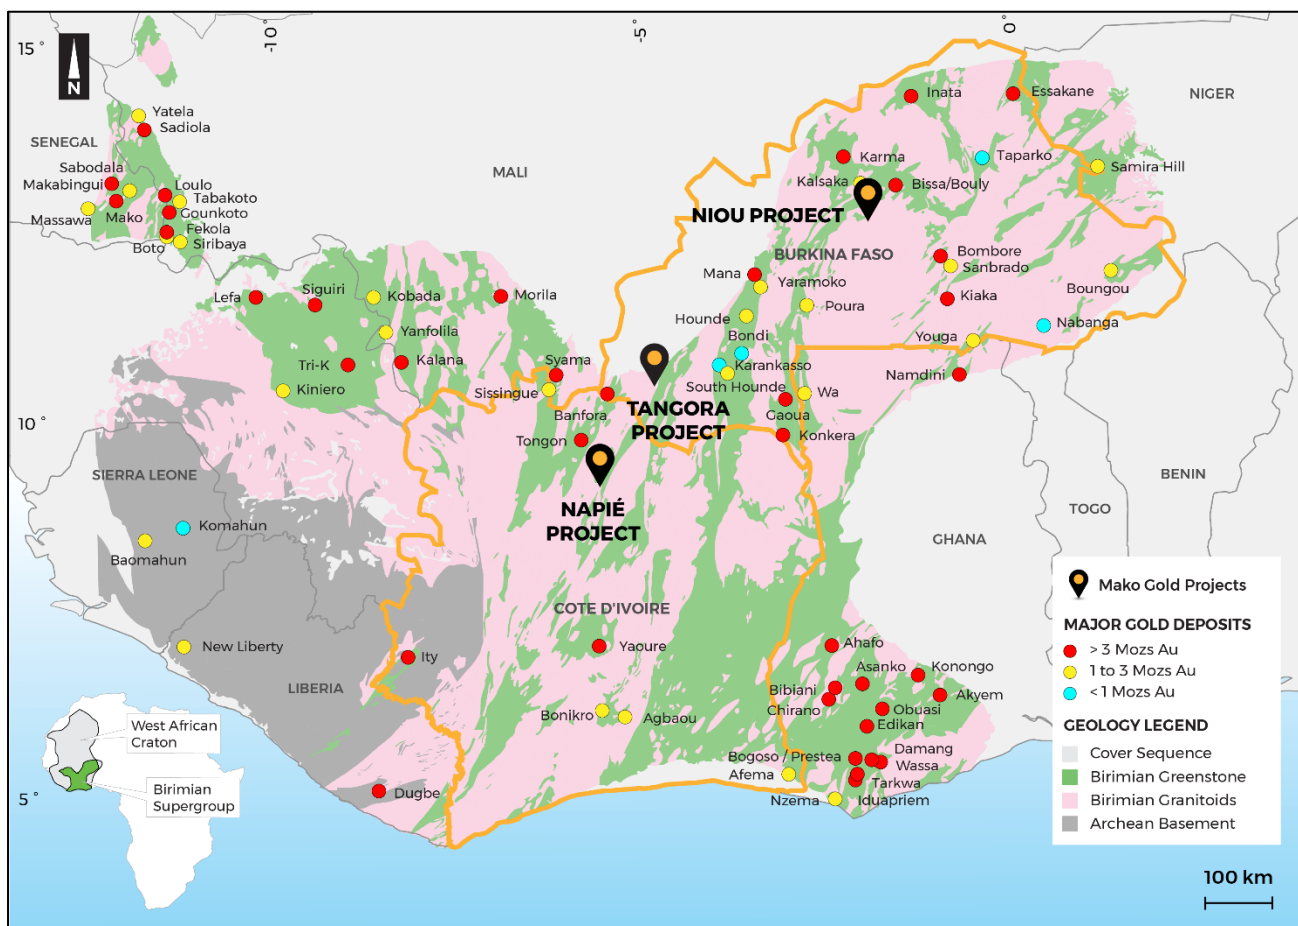 15°
-10°
-5°
0°
N
Yatela
Sadiola
SENEGAL
Sabodala
Makabingui
Loulo
Tabakoto
Massawa
Mako
Gounkoto
Fekola
Boto
Siribaya
MALI
NIGER
Inata
Essakane
Karma
Taparko
Samira Hill
Kalsaka
Bissa/Bouly
NIOU PROJECT
BURKINA FASO
Bombore
Sanbrado
Boungou
Mana
Yaramoko
Kiaka
Poura
Nabanga
Hounde
Youga
Bondi
Karankasso
South Hounde
Namdini
Lefa
Siguiri
Kobada
Morila
Yanfolila
Tri-K
Kalana
Syama
Kiniero
Sissingue
Banfora
TANGORA
PROJECT
Gaoua
Wa
Konkera
10°
Tongon
SIERRA LEONE
BENIN
NAPIÉ
PROJECT
Komahun
TOGO
Baomahun
GHANA
COTE D'IVOIRE
New Liberty
Ity
Yaoure
Ahafo
Asanko
Konongo
LIBERIA
Bibiani
Akyem
Chirano
Obuasi
Bonikro
Agbaou
Edikan
West African
Craton
Bogoso / Prestea
Damang
Afema
Wassa
Tarkwa
Birimian
Supergroup
5°
Dugbe
Nzema
Iduapriem
Mako Gold Projects
MAJOR GOLD DEPOSITS
> 3 Mozs Au
1 to 3 Mozs Au
< 1 Mozs Au
GEOLOGY LEGEND
Cover Sequence
Birimian Greenstone
Birimian Granitoids
Archean Basement
100 km